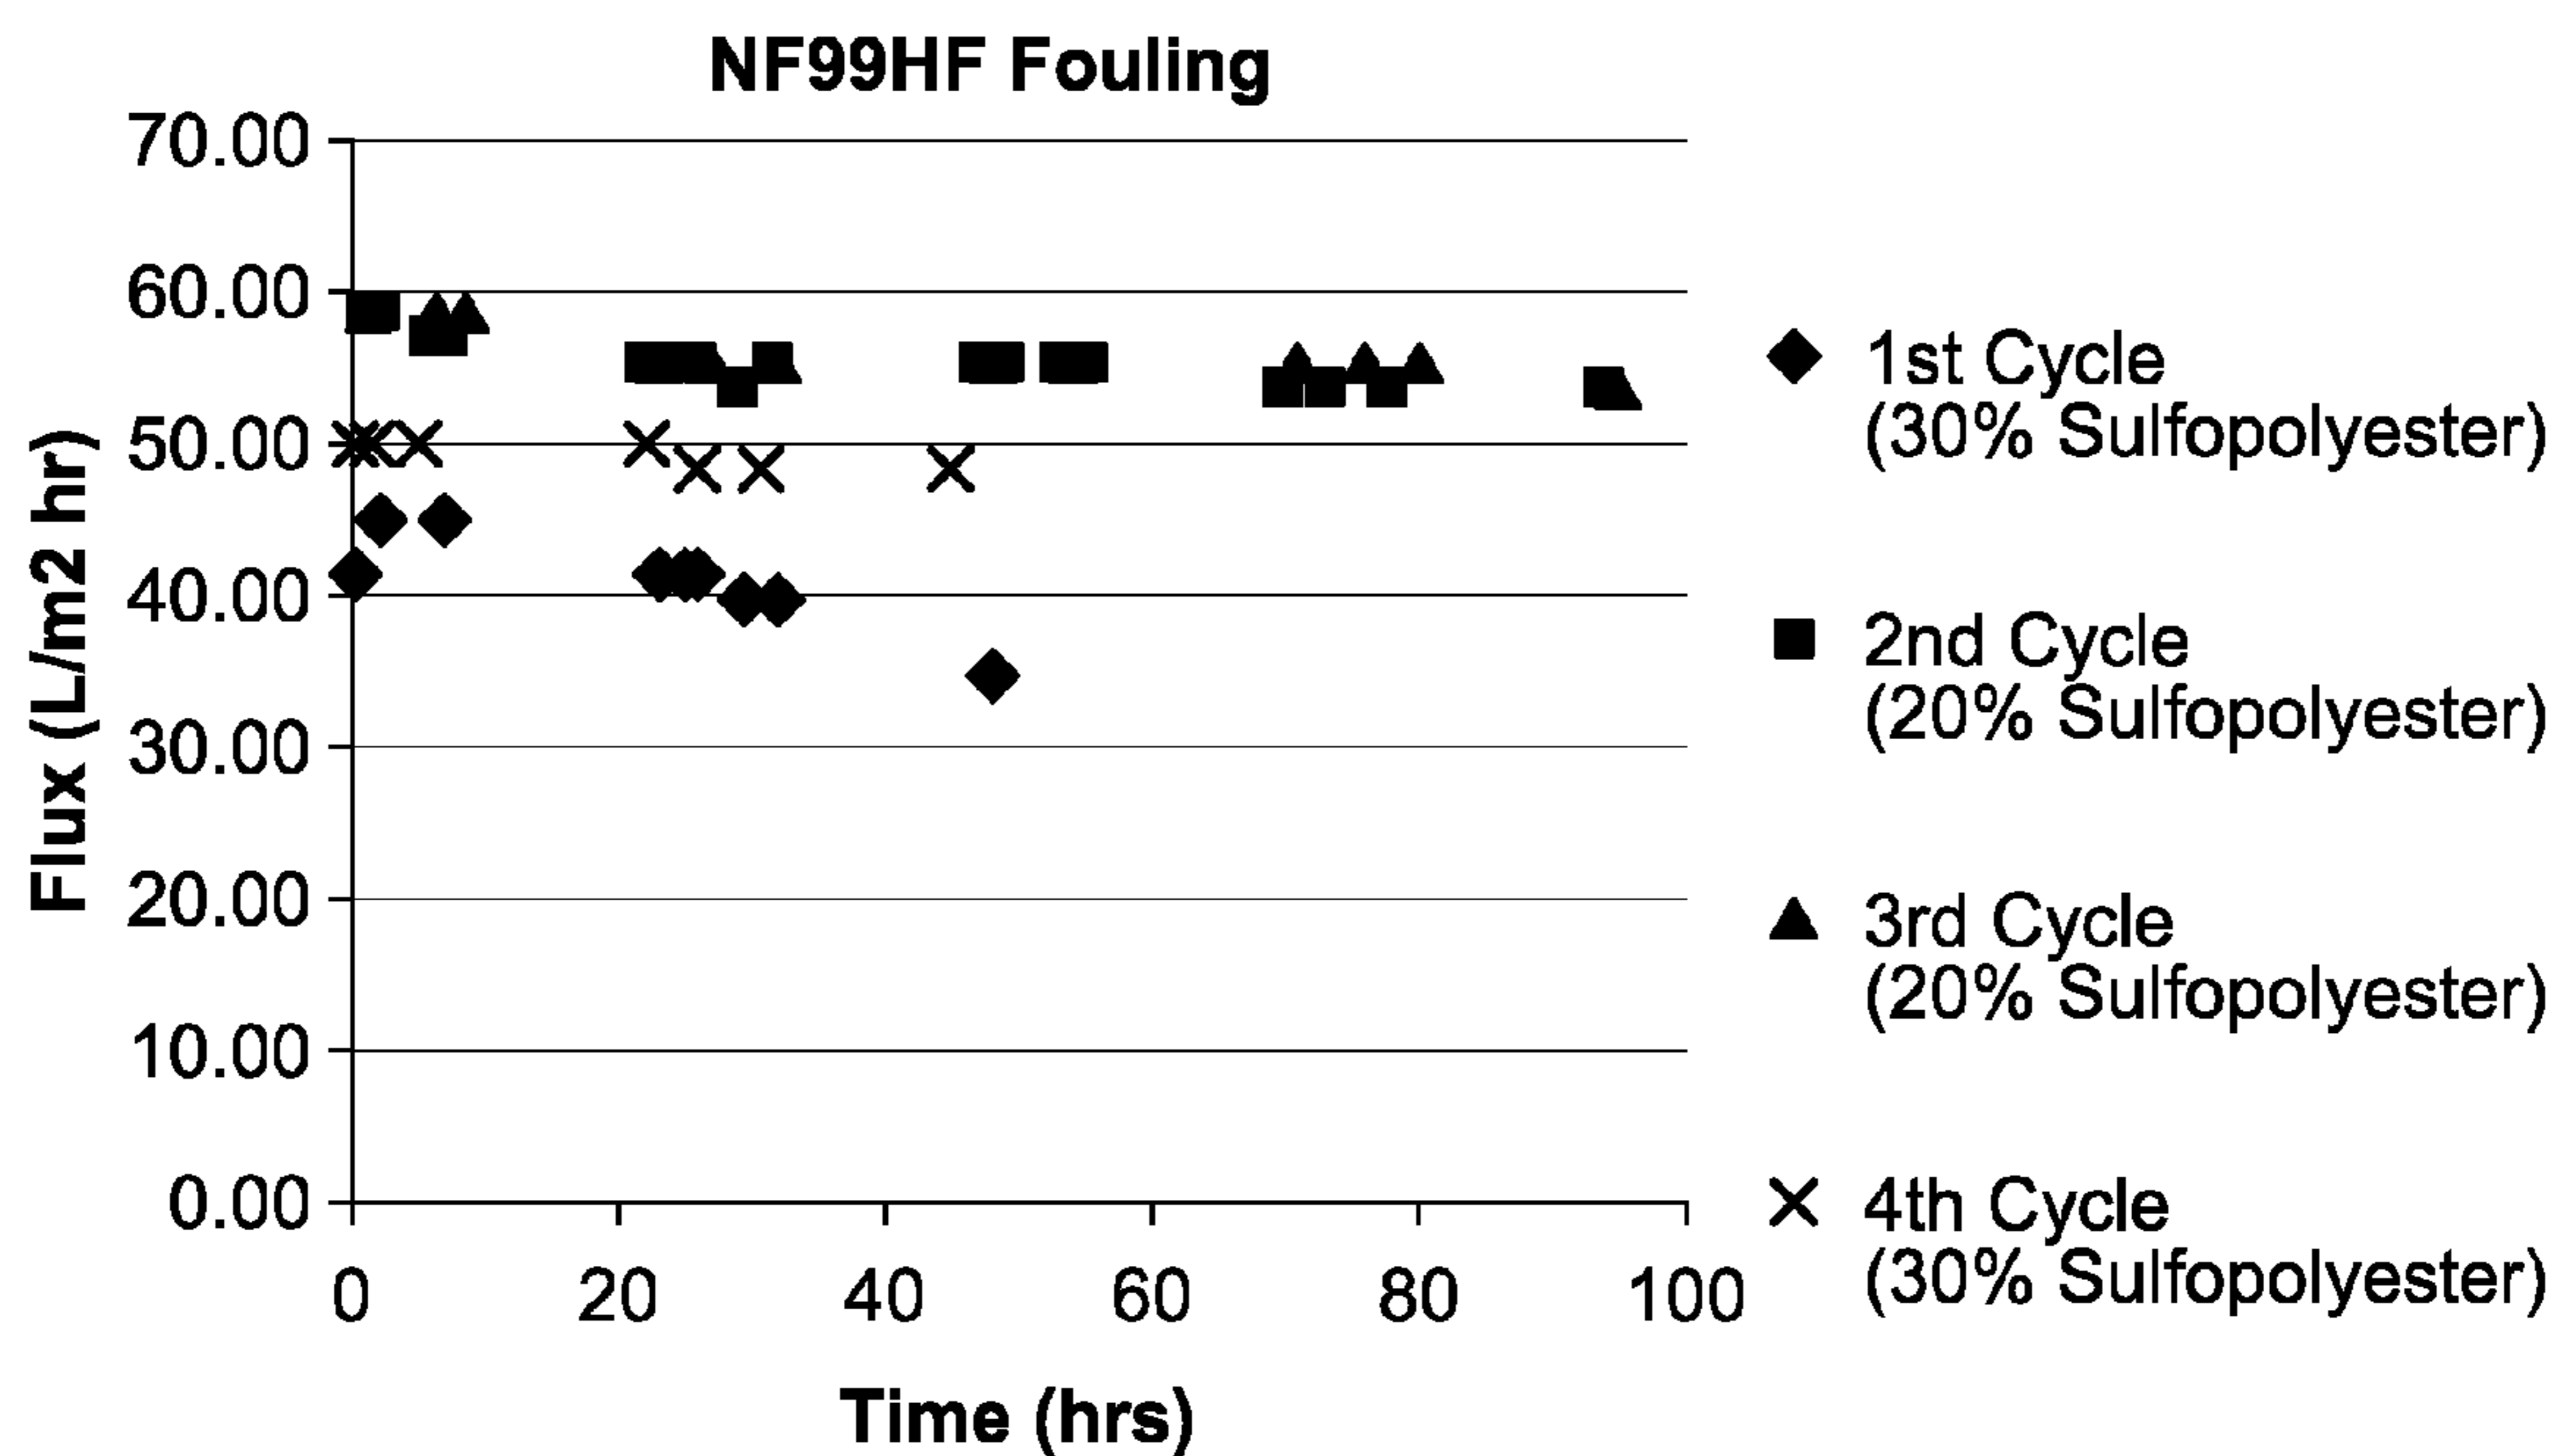 NF99HF Fouling
70.00
60.00
50.00
40.00
30.00
20.00
10.00
0.00
Flux (L/m2 hr)
0 20 40 60 80 100
Time (hrs)
1st Cycle
(30% Sulfopolyester)
2nd Cycle
(20% Sulfopolyester)
3rd Cycle
(20% Sulfopolyester)
4th Cycle
(30% Sulfopolyester)